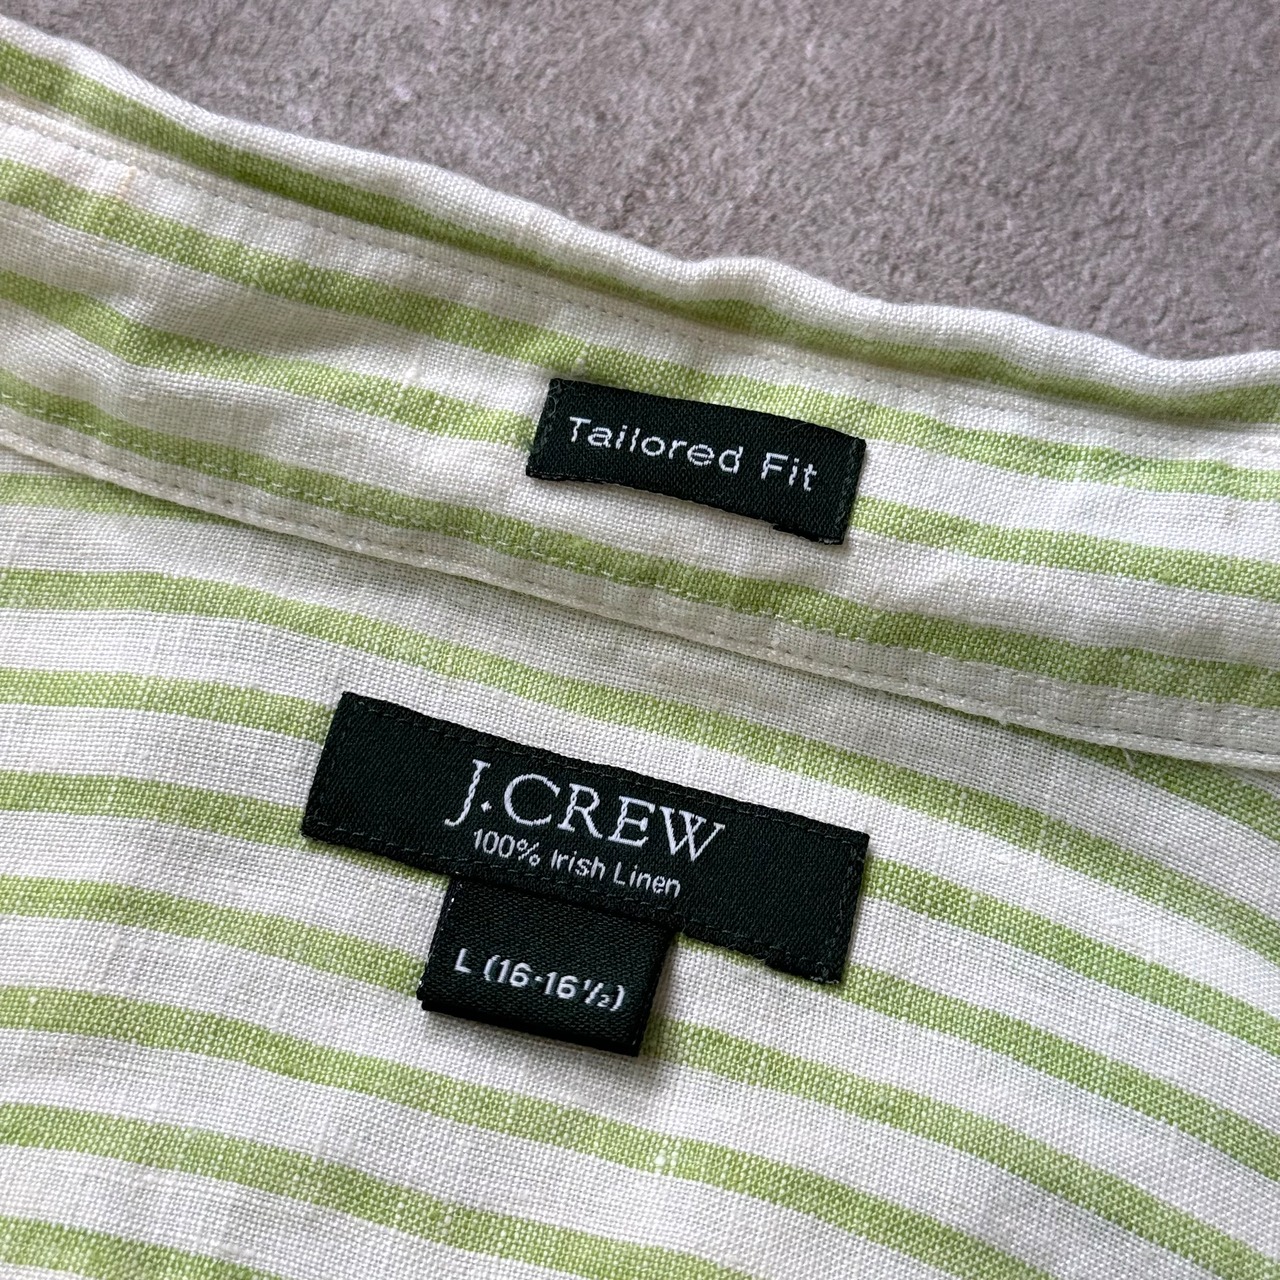 Tailored Fit
J.CREW
100% Irish Linen
L (16-16½)